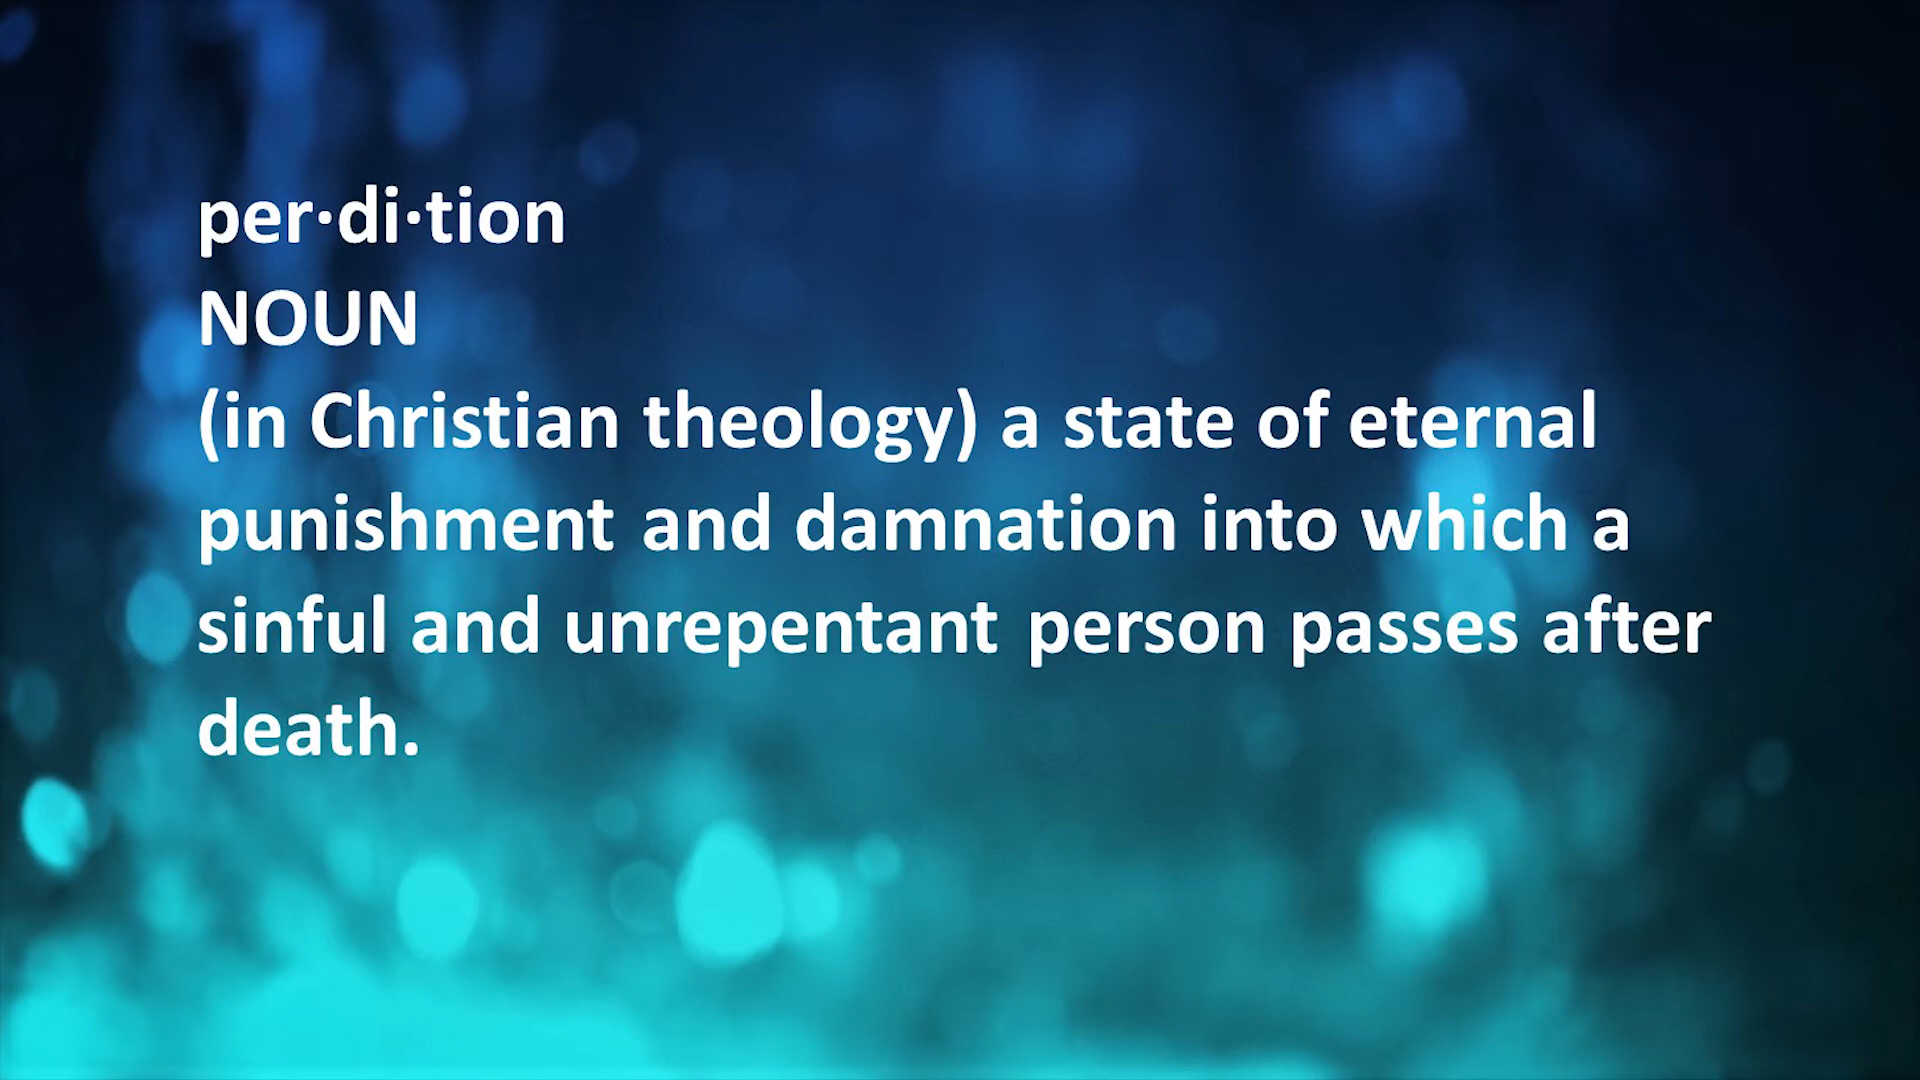 per·di·tion
NOUN
(in Christian theology) a state of eternal
punishment and damnation into which a
sinful and unrepentant person passes after
death.